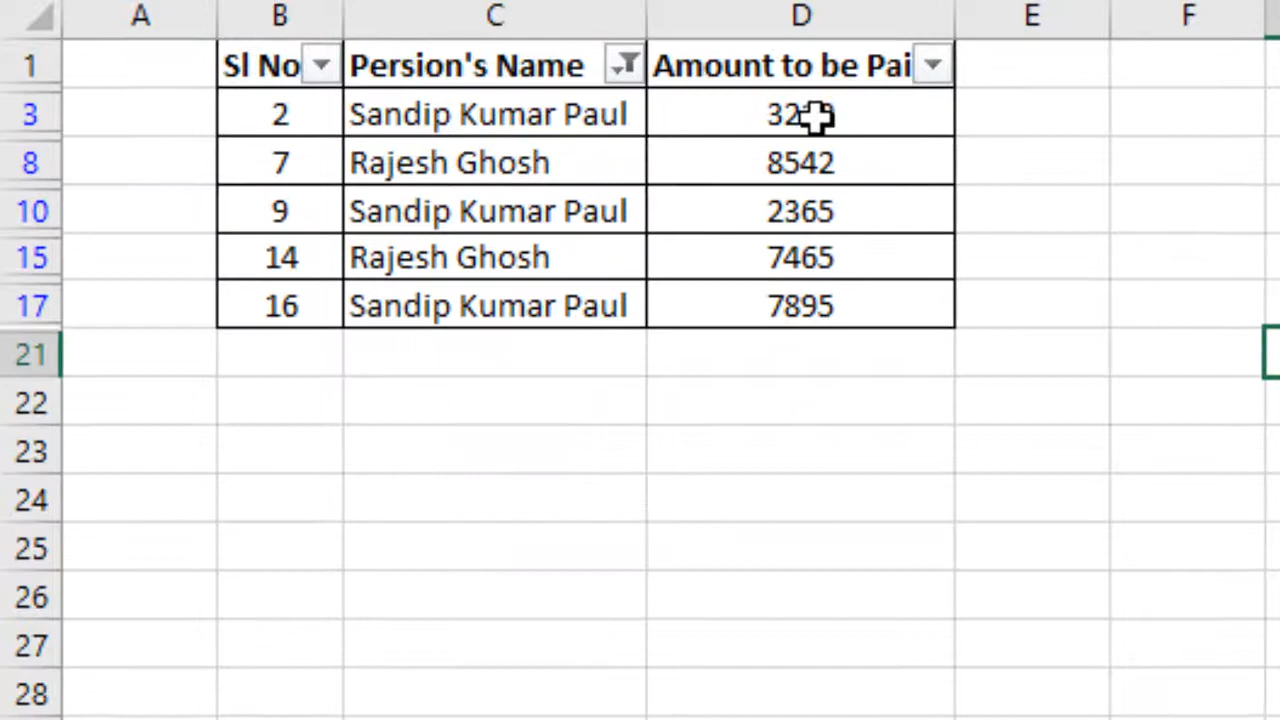 A B C D E F
1 Sl No Persion's Name Amount to be Pai
3 2 Sandip Kumar Paul
8 7 Rajesh Ghosh 8542
10 9 Sandip Kumar Paul 2365
15 14 Rajesh Ghosh 7465
17 16 Sandip Kumar Paul 7895
21
22
23
24
25
26
27
28